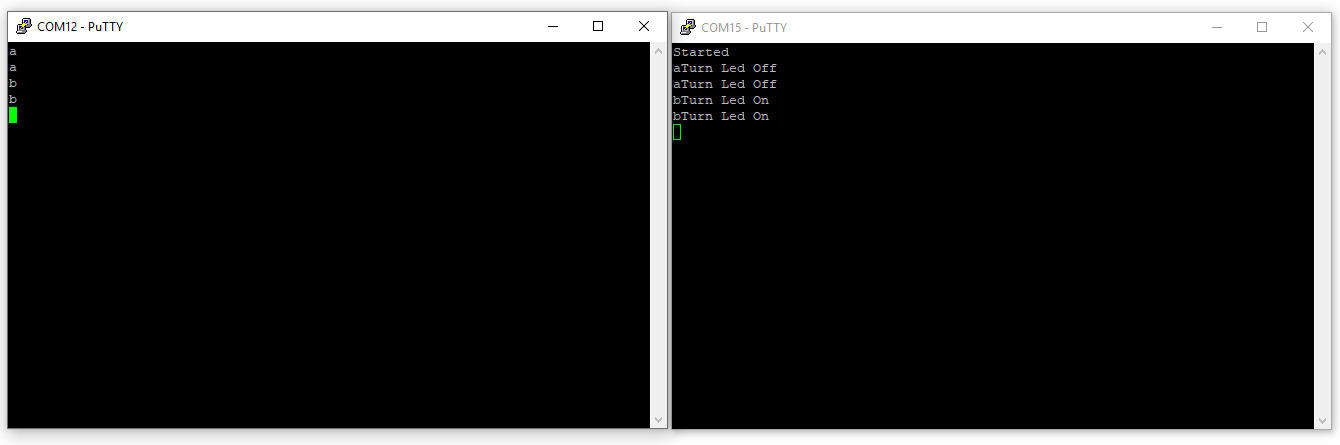 COM12 - PuTTY
a
a
b
b
COM15 - PuTTY
Started
aTurn Led Off
aTurn Led Off
bTurn Led On
bTurn Led On